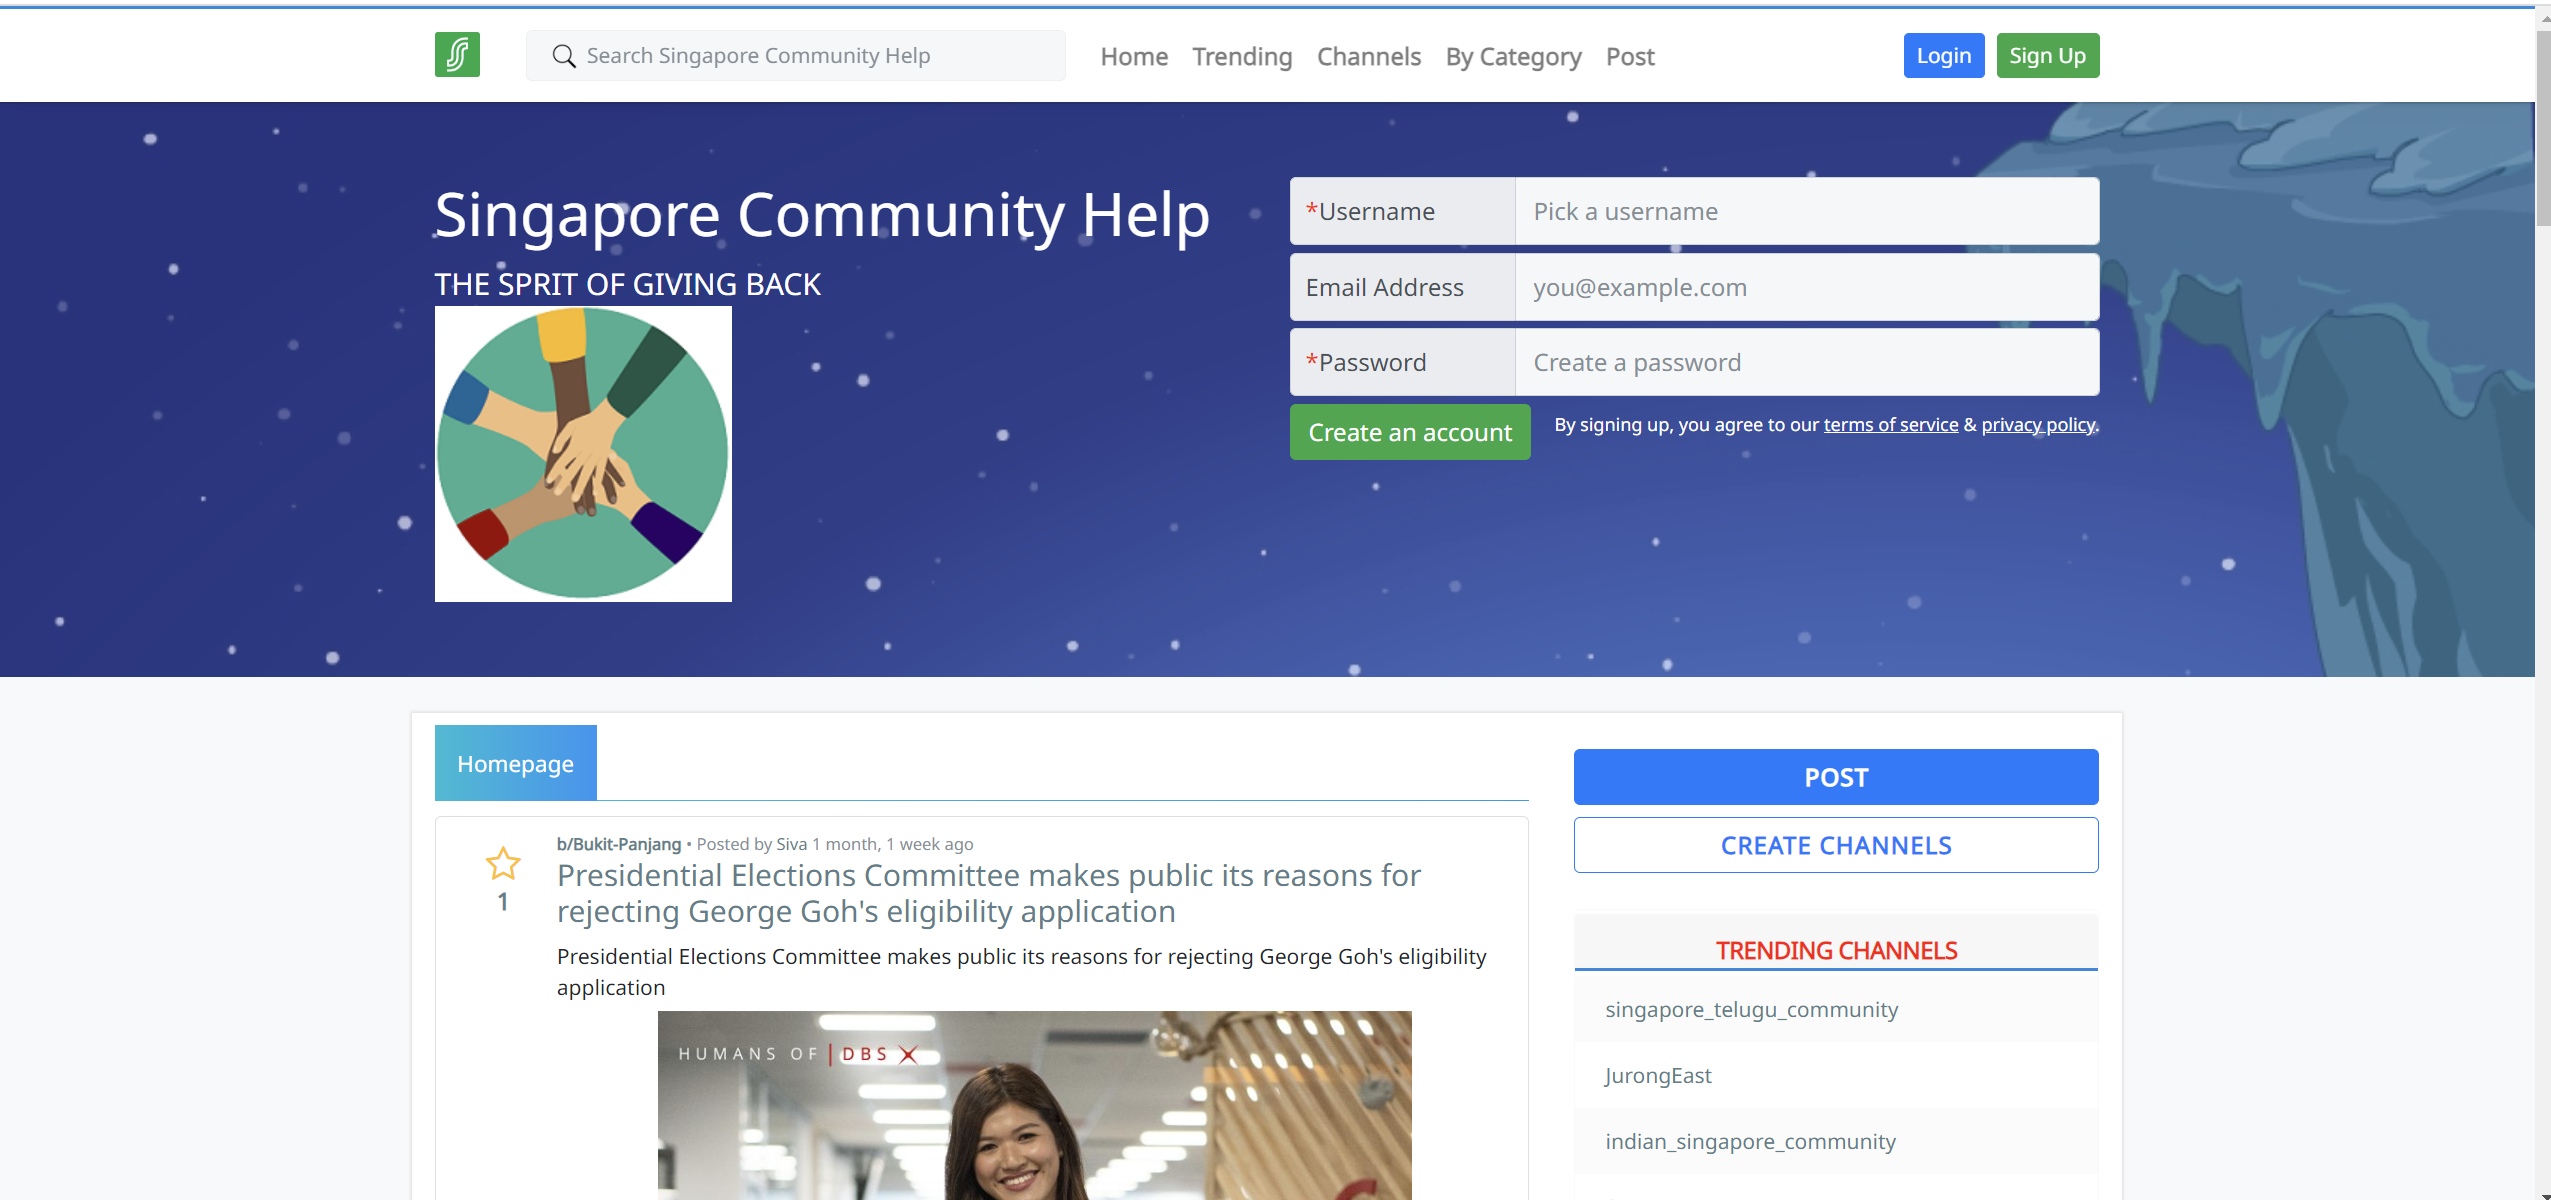 Search Singapore Community Help
Home
Trending
Channels
By Category
Post
Login
Sign Up
Singapore Community Help
THE SPRIT OF GIVING BACK
*Username
Pick a username
Email Address
you@example.com
*Password
Create a password
Create an account
By signing up, you agree to our terms of service & privacy policy.
Homepage
b/Bukit-Panjang • Posted by Siva 1 month, 1 week ago
1
Presidential Elections Committee makes public its reasons for
rejecting George Goh's eligibility application
Presidential Elections Committee makes public its reasons for rejecting George Goh's eligibility
application
HUMANS OF | DBS
POST
CREATE CHANNELS
TRENDING CHANNELS
singapore_telugu_community
JurongEast
indian_singapore_community